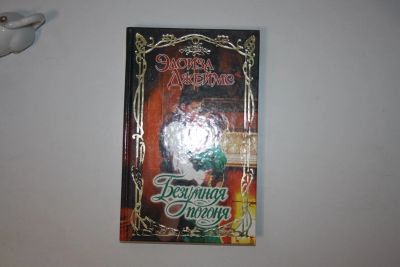 Элоиза
Джеймс
Безумная
погоня